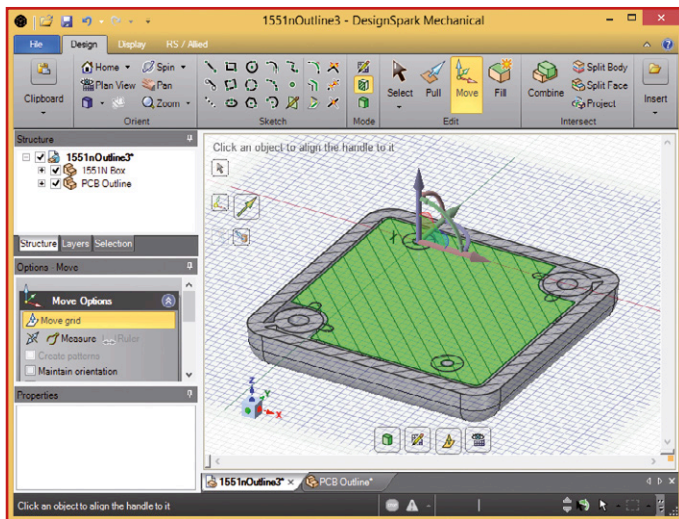 1551nOutline3 - DesignSpark Mechanical
File Design Display RS / Allied
Clipboard
Home Spin
Plan View Pan
Zoom
Orient
Sketch
Mode
Select Pull Move Fill
Edit
Combine
Split Body
Split Face
Project
Intersect
Insert
Structure
1551nOutline3*
1551N Box
PCB Outline
Structure Layers Selection
Options - Move
Move Options
Move grid
Measure Ruler
Create patterns
Maintain orientation
Properties
Click an object to align the handle to it
Z
Y
X
1551nOutline3* PCB Outline*
Click an object to align the handle to it